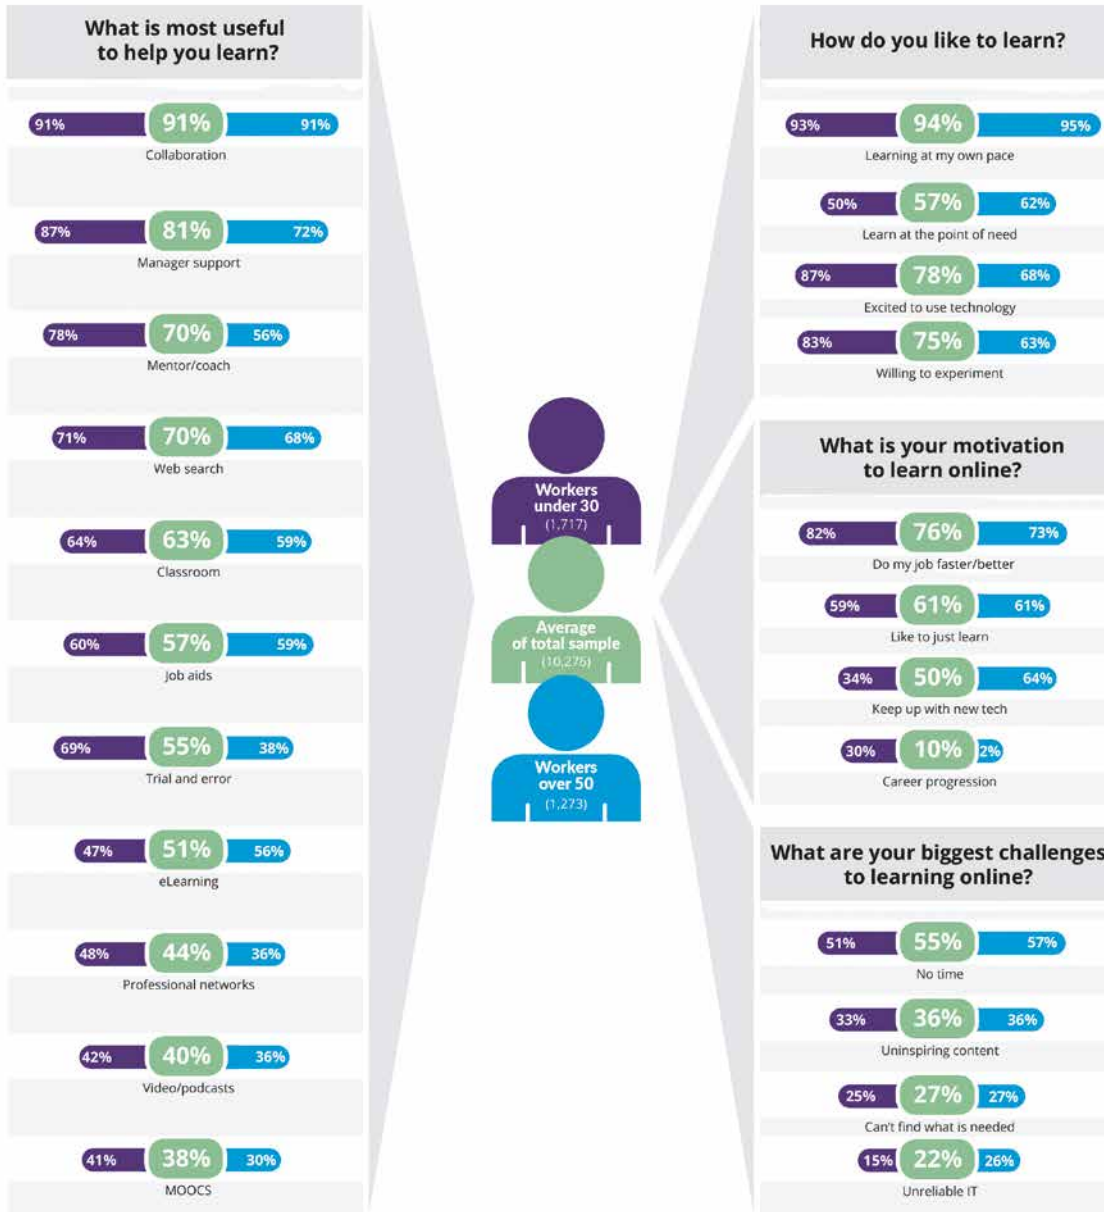 What is most useful
to help you learn?
91% 91% 91%
Collaboration
87% 81% 72%
Manager support
78% 70% 56%
Mentor/coach
71% 70% 68%
Web search
64% 63% 59%
Classroom
60% 57% 59%
Job aids
69% 55% 38%
Trial and error
47% 51% 56%
eLearning
48% 44% 36%
Professional networks
42% 40% 36%
Video/podcasts
41% 38% 30%
MOOCS
Workers
under 30
(1,717)
Average
of total sample
(10,276)
Workers
over 50
(1,273)
How do you like to learn?
93% 94% 95%
Learning at my own pace
50% 57% 62%
Learn at the point of need
87% 78% 68%
Excited to use technology
83% 75% 63%
Willing to experiment
What is your motivation
to learn online?
82% 76% 73%
Do my job faster/better
59% 61% 61%
Like to just learn
34% 50% 64%
Keep up with new tech
30% 10% 2%
Career progression
What are your biggest challenges
to learning online?
51% 55% 57%
No time
33% 36% 36%
Uninspiring content
25% 27% 27%
Can't find what is needed
15% 22% 26%
Unreliable IT